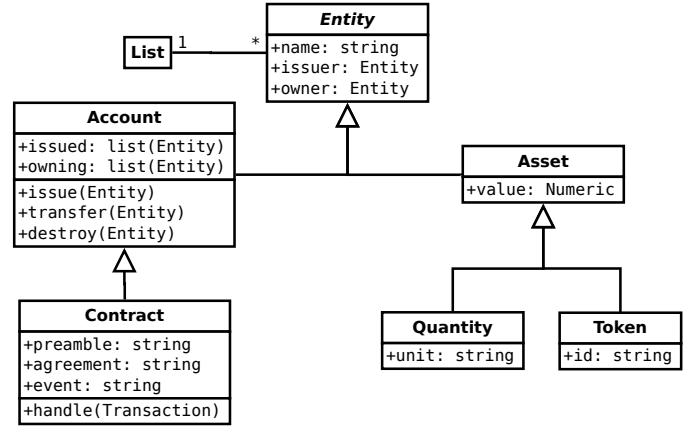 Entity
+name: string
+issuer: Entity
+owner: Entity
List
1
*
Account
+issued: list(Entity)
+owning: list(Entity)
+issue(Entity)
+transfer(Entity)
+destroy(Entity)
Asset
+value: Numeric
Contract
+preamble: string
+agreement: string
+event: string
+handle(Transaction)
Quantity
+unit: string
Token
+id: string